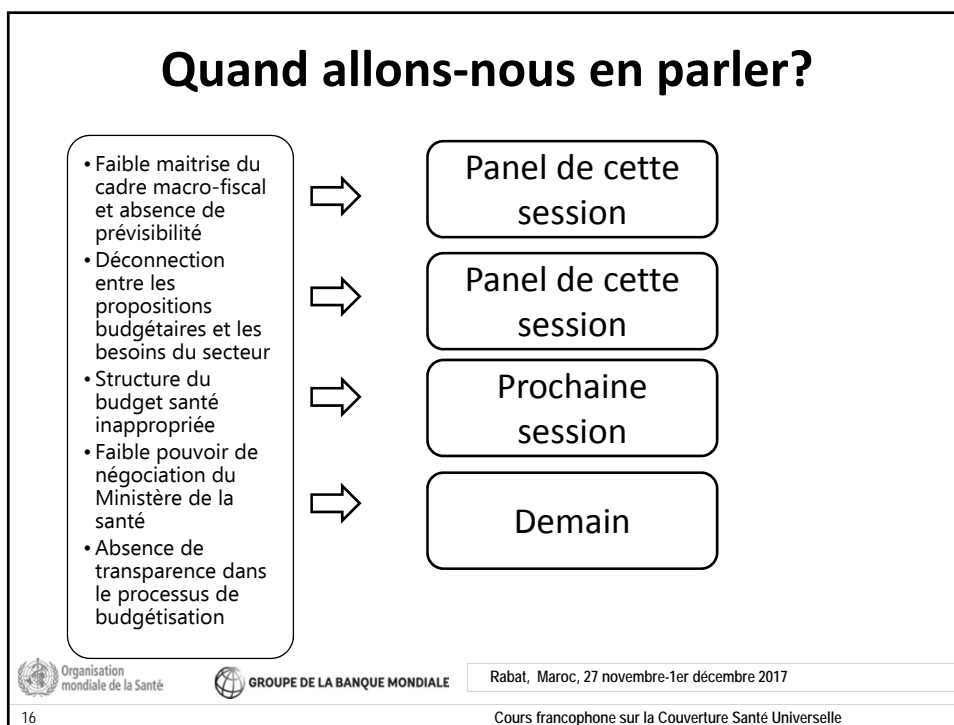 Quand allons-nous en parler?
• Faible maitrise du
cadre macro-fiscal
et absence de
prévisibilité
• Déconnection
entre les
propositions
budgétaires et les
besoins du secteur
• Structure du
budget santé
inappropriée
• Faible pouvoir de
négociation du
Ministère de la
santé
• Absence de
transparence dans
le processus de
budgétisation
Panel de cette
session
Panel de cette
session
Prochaine
session
Demain
Organisation
mondiale de la Santé
GROUPE DE LA BANQUE MONDIALE
Rabat, Maroc, 27 novembre-1er décembre 2017
16
Cours francophone sur la Couverture Santé Universelle